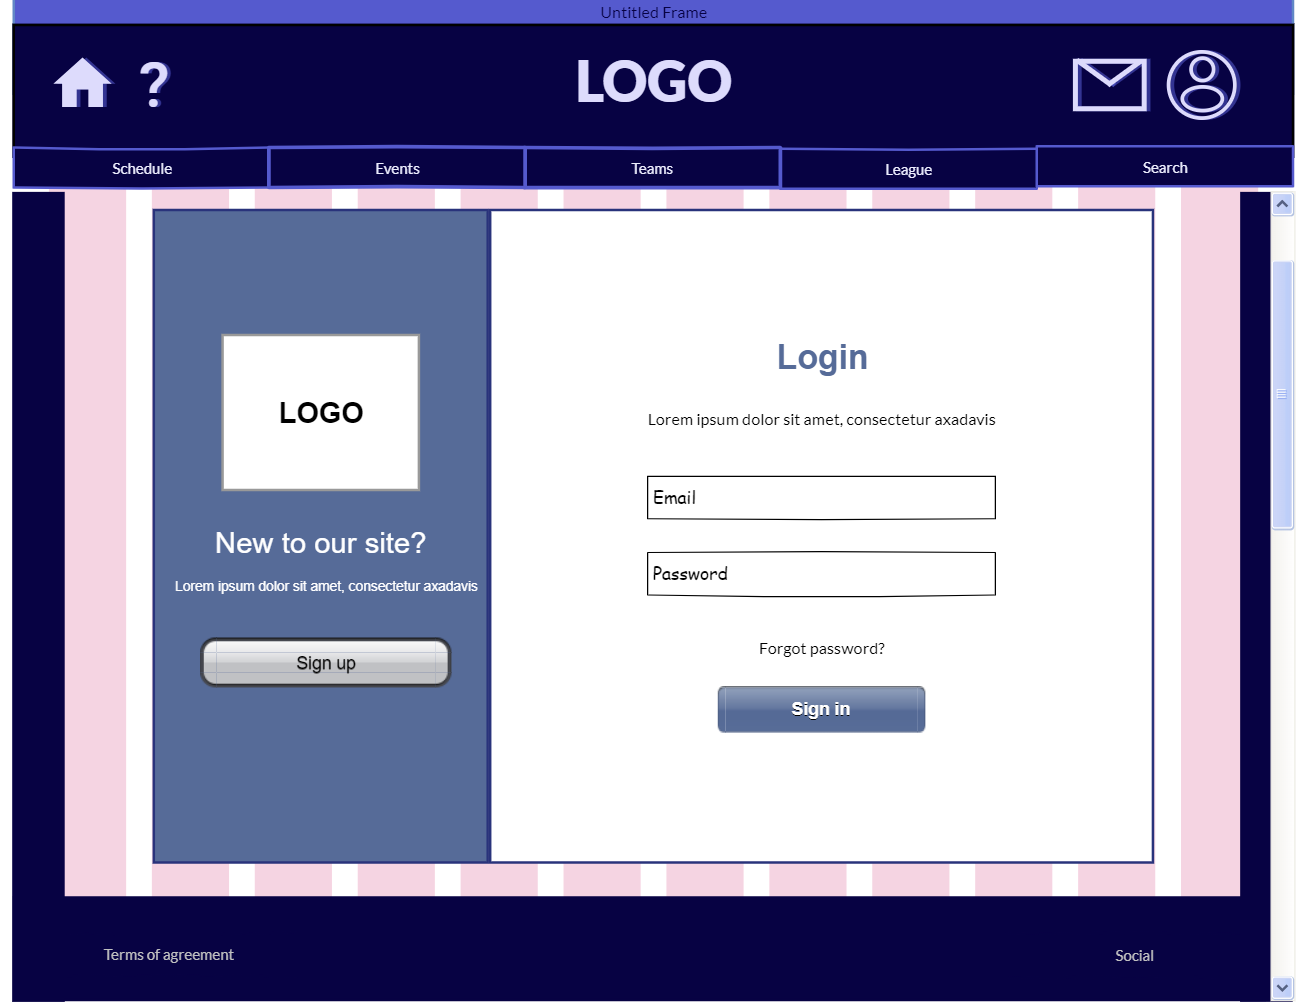 Untitled Frame
?
LOGO
Schedule
Events
Teams
League
Search
LOGO
New to our site?
Lorem ipsum dolor sit amet, consectetur axadavis
Sign up
Login
Lorem ipsum dolor sit amet, consectetur axadavis
Email
Password
Forgot password?
Sign in
Terms of agreement
Social